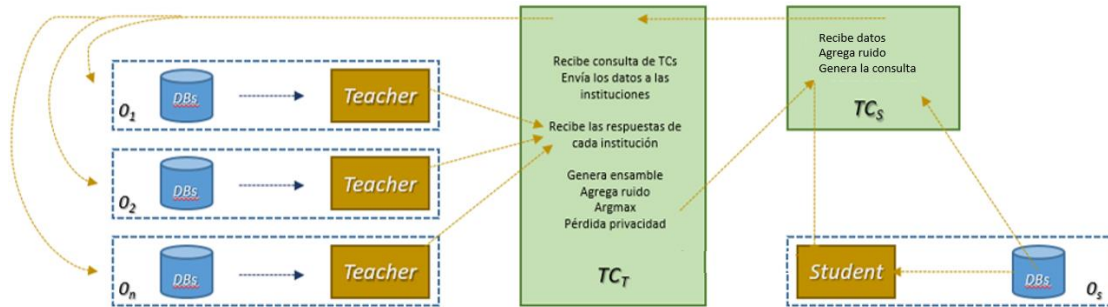 DBs
Teacher
O1
DBs
Teacher
O2
DBs
Teacher
On
Recibe consulta de TCs
Envía los datos a las
instituciones
Recibe las respuestas de
cada institución
Genera ensamble
Agrega ruido
Argmax
Pérdida privacidad
TCT
Recibe datos
Agrega ruido
Genera la consulta
TCS
Student
DBs
Os